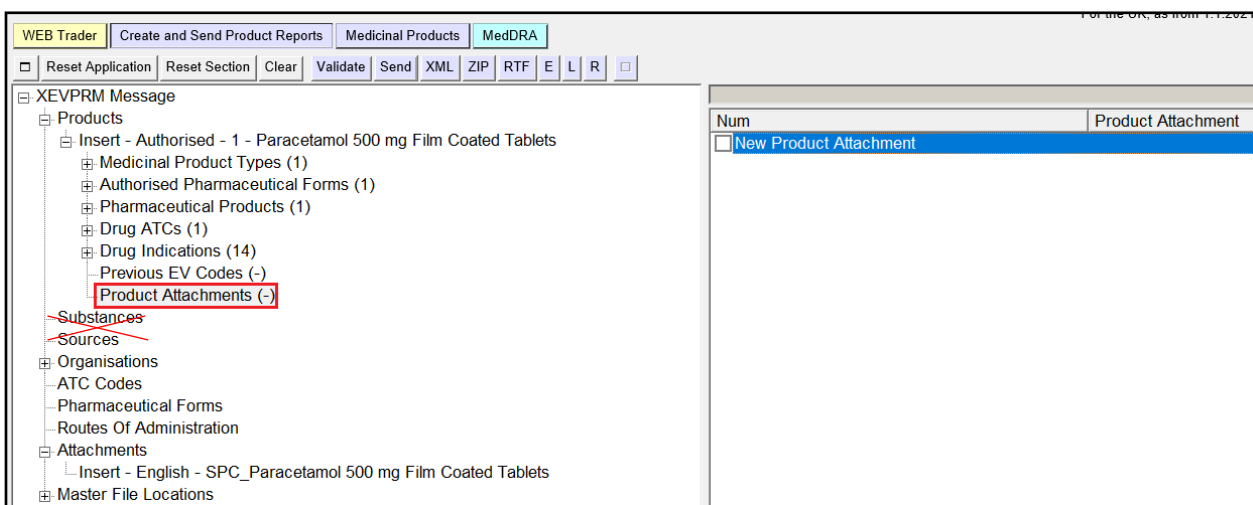 For the UK, as from 1.1.2021
WEB Trader Create and Send Product Reports Medicinal Products MedDRA
Reset Application Reset Section Clear Validate Send XML ZIP RTF E L R
XEVPRM Message
Products
Insert - Authorised - 1 - Paracetamol 500 mg Film Coated Tablets
Medicinal Product Types (1)
Authorised Pharmaceutical Forms (1)
Pharmaceutical Products (1)
Drug ATCs (1)
Drug Indications (14)
Previous EV Codes (-)
Product Attachments (-)
Substances
Sources
Organisations
ATC Codes
Pharmaceutical Forms
Routes Of Administration
Attachments
Insert - English - SPC_Paracetamol 500 mg Film Coated Tablets
Master File Locations
Num Product Attachment
New Product Attachment